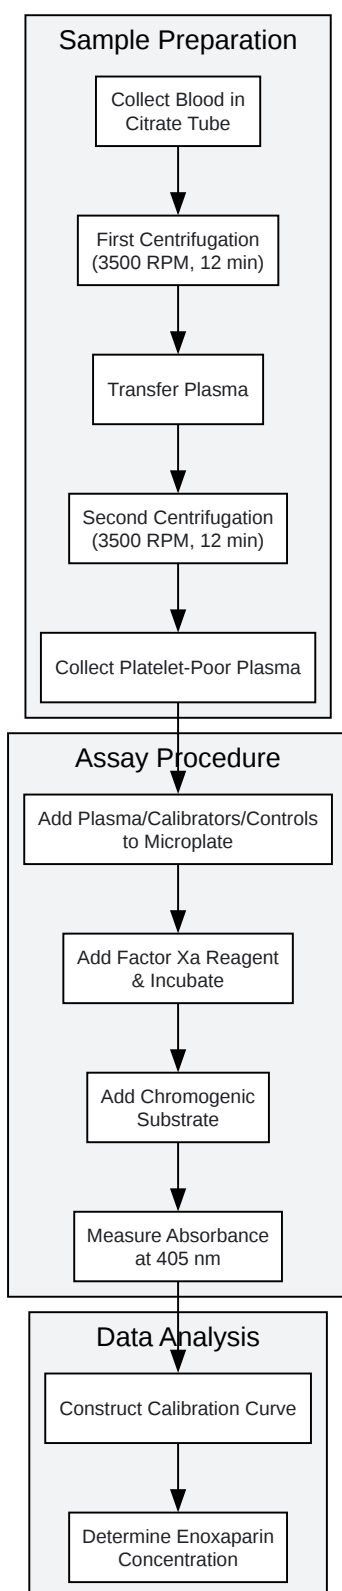 Sample Preparation
Collect Blood in
Citrate Tube
First Centrifugation
(3500 RPM, 12 min)
Transfer Plasma
Second Centrifugation
(3500 RPM, 12 min)
Collect Platelet-Poor Plasma
Assay Procedure
Add Plasma/Calibrators/Controls
to Microplate
Add Factor Xa Reagent
& Incubate
Add Chromogenic
Substrate
Measure Absorbance
at 405 nm
Data Analysis
Construct Calibration Curve
Determine Enoxaparin
Concentration